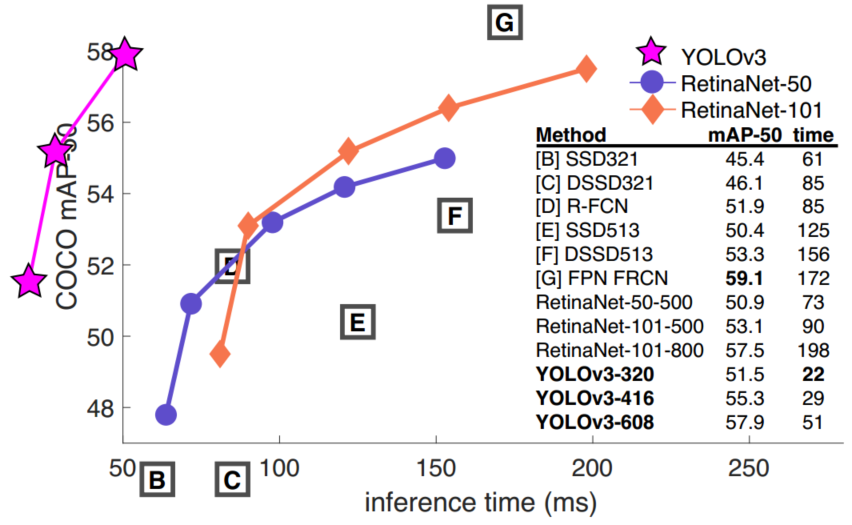 G
58
56
54
52
50
48
COCO mAP-50
D
F
E
B
C
50
100
150
200
250
inference time (ms)
YOLOv3
RetinaNet-50
RetinaNet-101
Method mAP-50 time
[B] SSD321 45.4 61
[C] DSSD321 46.1 85
[D] R-FCN 51.9 85
[E] SSD513 50.4 125
[F] DSSD513 53.3 156
[G] FPN FRCN 59.1 172
RetinaNet-50-500 50.9 73
RetinaNet-101-500 53.1 90
RetinaNet-101-800 57.5 198
YOLOv3-320 51.5 22
YOLOv3-416 55.3 29
YOLOv3-608 57.9 51